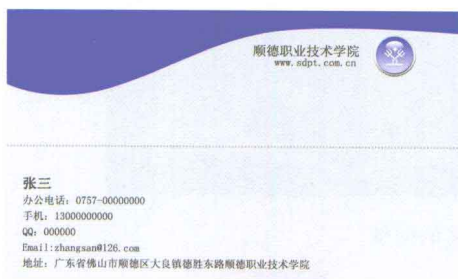 顺德职业技术学院
www.sdpt.com.cn
张三
办公电话：0757-00000000
手机：13000000000
QQ：000000
Email:zhangsan@126.com
地址：广东省佛山市顺德区大良镇德胜东路顺德职业技术学院